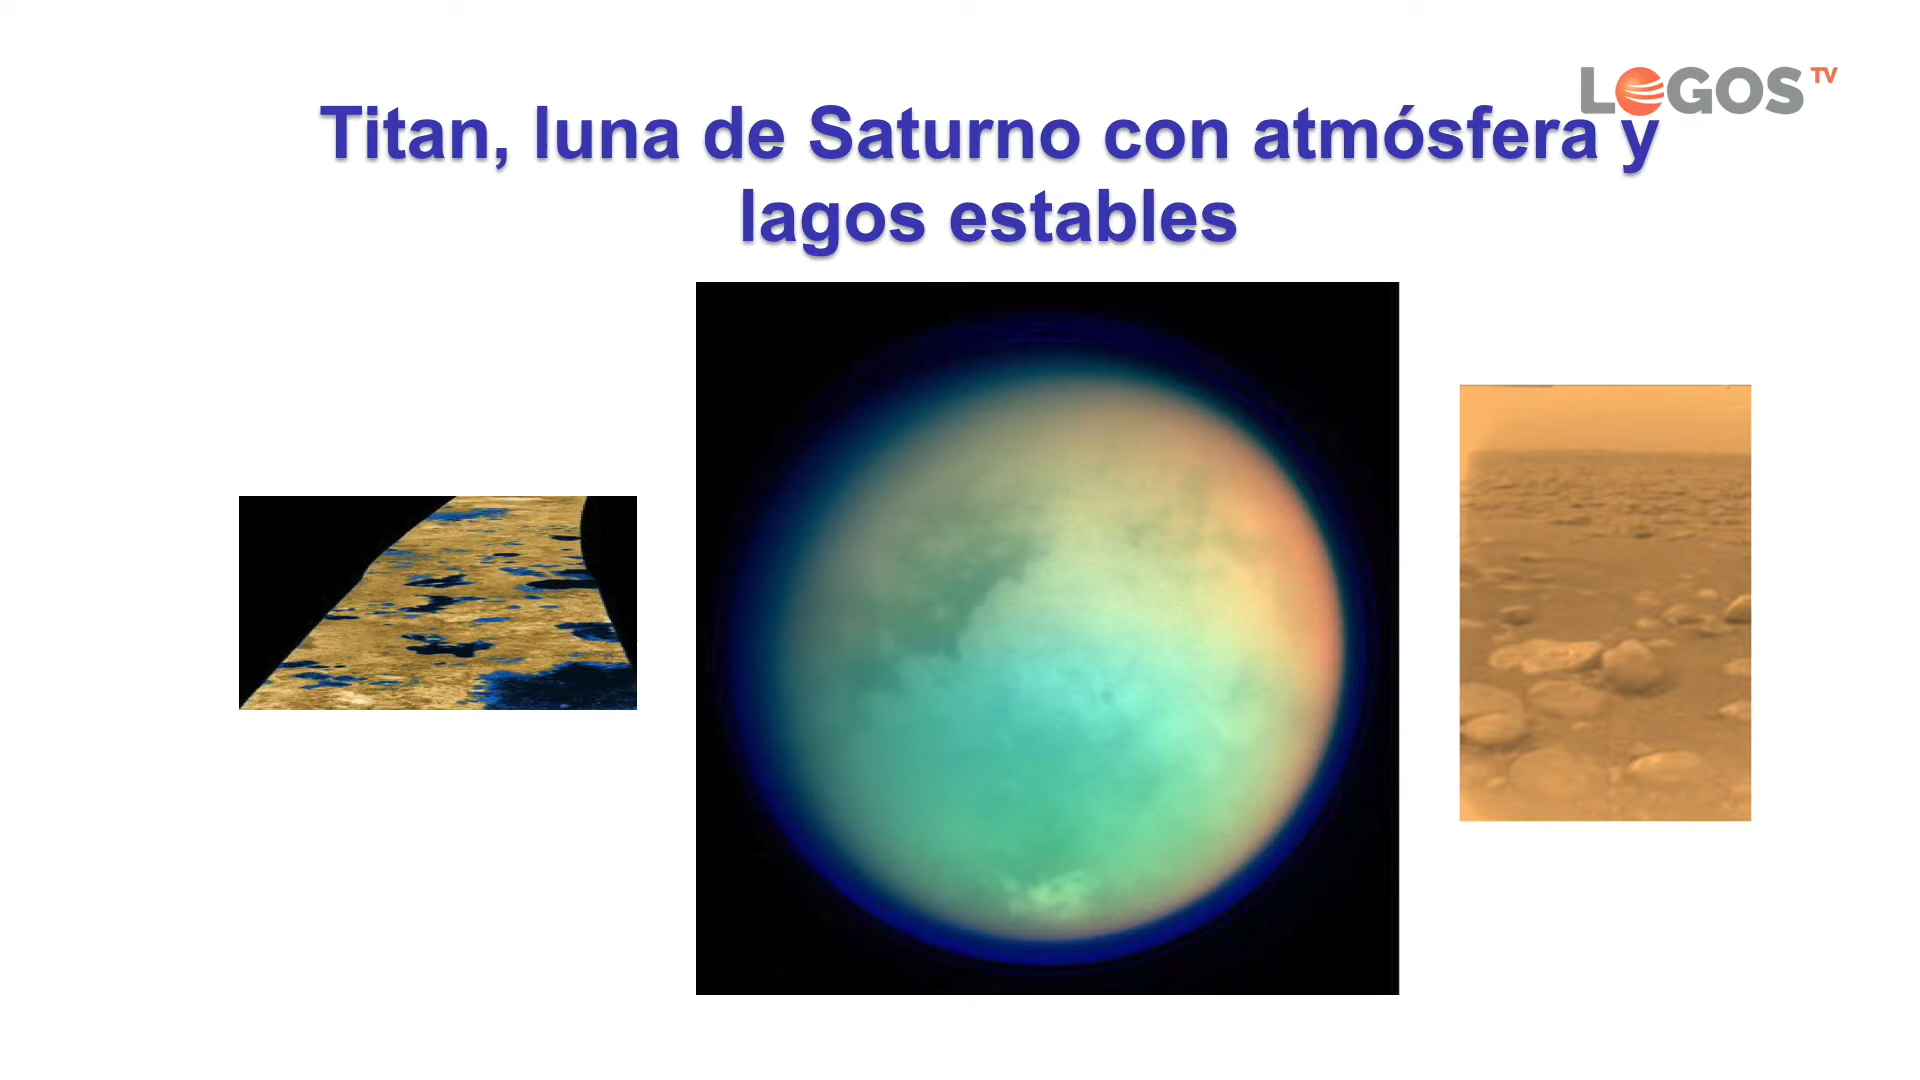 LOGOS TV
Titan, luna de Saturno con atmósfera y
lagos estables